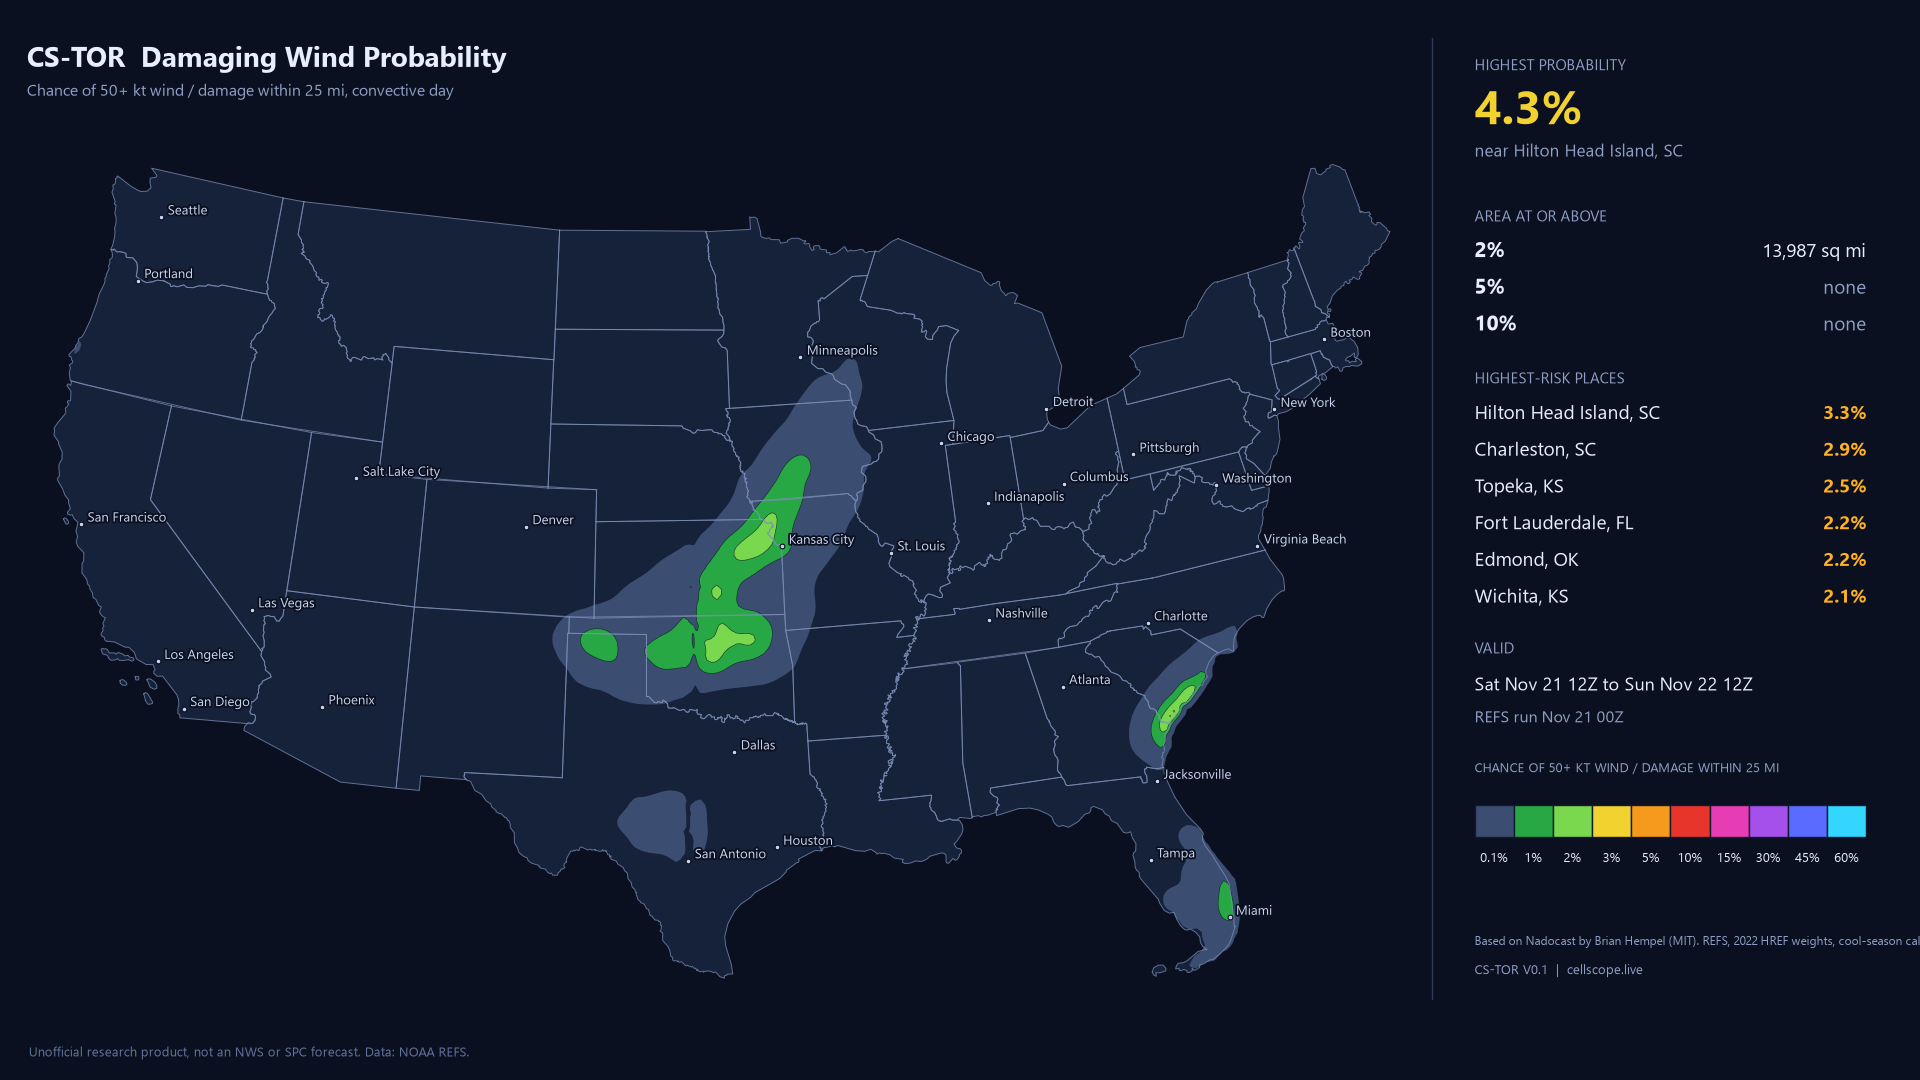 CS-TOR  Damaging Wind Probability
Chance of 50+ kt wind / damage within 25 mi, convective day
Seattle
Portland
Minneapolis
Boston
Detroit
New York
Chicago
Pittsburgh
Salt Lake City
Columbus
Washington
Indianapolis
San Francisco
Denver
Kansas City
St. Louis
Virginia Beach
Las Vegas
Nashville
Charlotte
Los Angeles
Atlanta
San Diego
Phoenix
Dallas
Jacksonville
Houston
San Antonio
Tampa
Miami
HIGHEST PROBABILITY
4.3%
near Hilton Head Island, SC
AREA AT OR ABOVE
2% 13,987 sq mi
5% none
10% none
HIGHEST-RISK PLACES
Hilton Head Island, SC 3.3%
Charleston, SC 2.9%
Topeka, KS 2.5%
Fort Lauderdale, FL 2.2%
Edmond, OK 2.2%
Wichita, KS 2.1%
VALID
Sat Nov 21 12Z to Sun Nov 22 12Z
REFS run Nov 21 00Z
CHANCE OF 50+ KT WIND / DAMAGE WITHIN 25 MI
0.1% 1% 2% 3% 5% 10% 15% 30% 45% 60%
Based on Nadocast by Brian Hempel (MIT). REFS, 2022 HREF weights, cool-season cal
CS-TOR V0.1 | cellscope.live
Unofficial research product, not an NWS or SPC forecast. Data: NOAA REFS.